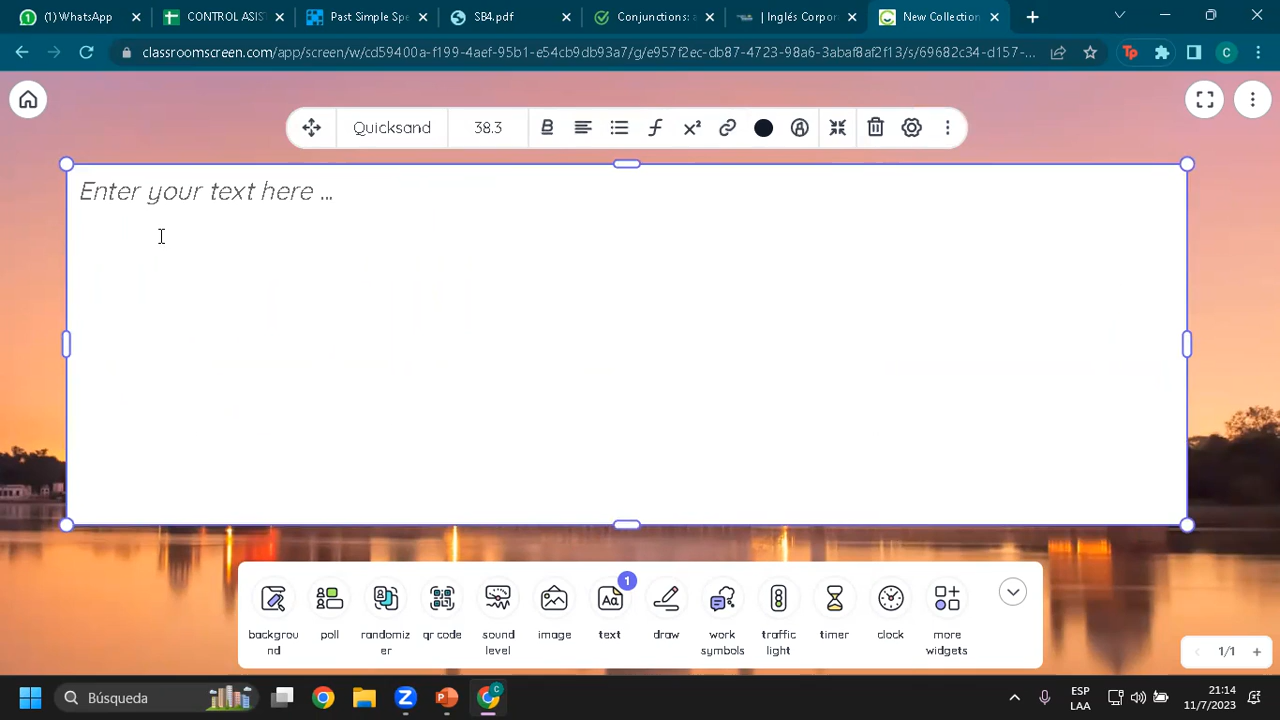 (1) WhatsApp
CONTROL ASIS
Past Simple Spe
SB4.pdf
Conjunctions: a
| Inglés Corpor
New Collection
classroomscreen.com/app/screen/w/cd59400a-f199-4aef-95b1-e54cb9db93a7/g/e957f2ec-db87-4723-98a6-3abaf8af2f13/s/69682c34-d157-...
Tp
C
Quicksand
38.3
B
f
x²
A
Enter your text here ...
1
Aa
backgrou
nd
poll
randomiz
er
qr code
sound
level
image
text
draw
work
symbols
traffic
light
timer
clock
more
widgets
1/1
Búsqueda
C
ESP
LAA
21:14
11/7/2023